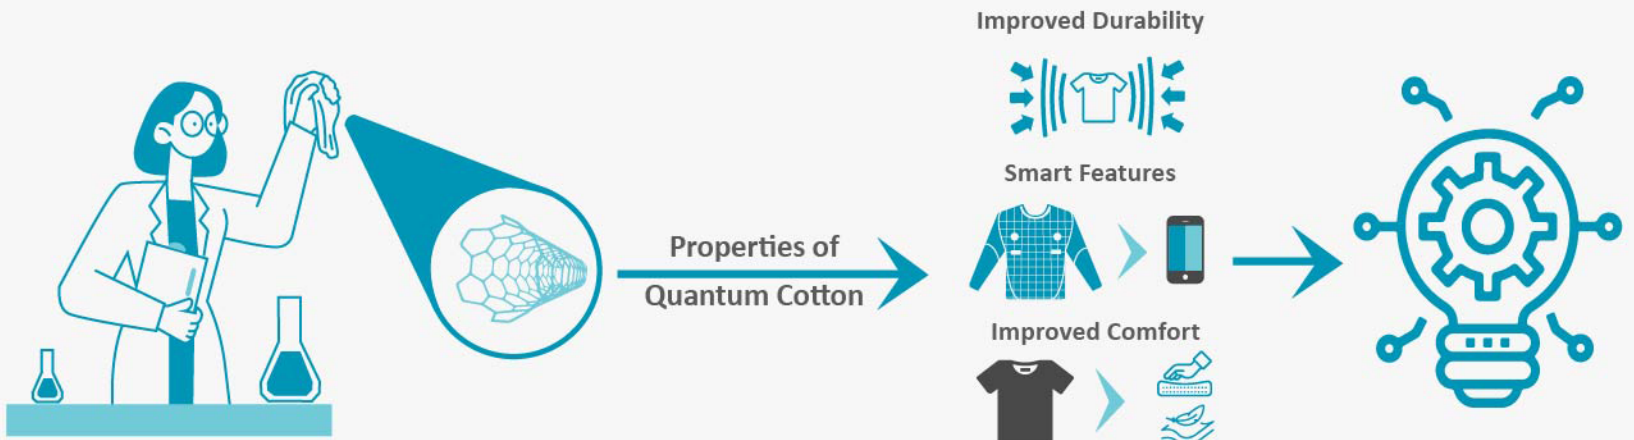 Improved Durability
Smart Features
Properties of
Quantum Cotton
Improved Comfort